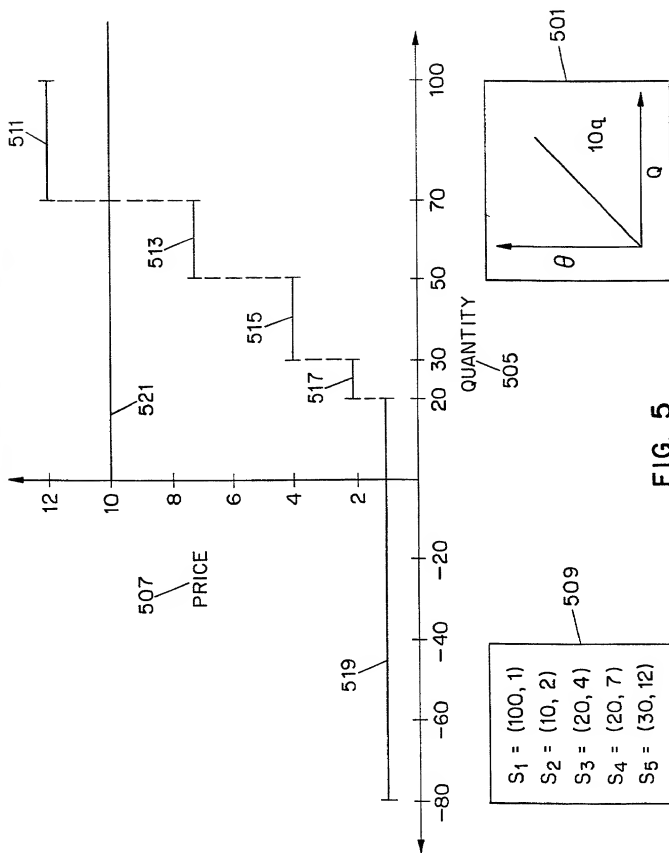 511
12
521
10
513
8
507
PRICE
6
515
4
517
2
519
-80
-60
-40
-20
20
30
50
70
100
QUANTITY
505
509
S1 = (100, 1)
S2 = (10, 2)
S3 = (20, 4)
S4 = (20, 7)
S5 = (30, 12)
501
θ
10q
Q
FIG. 5